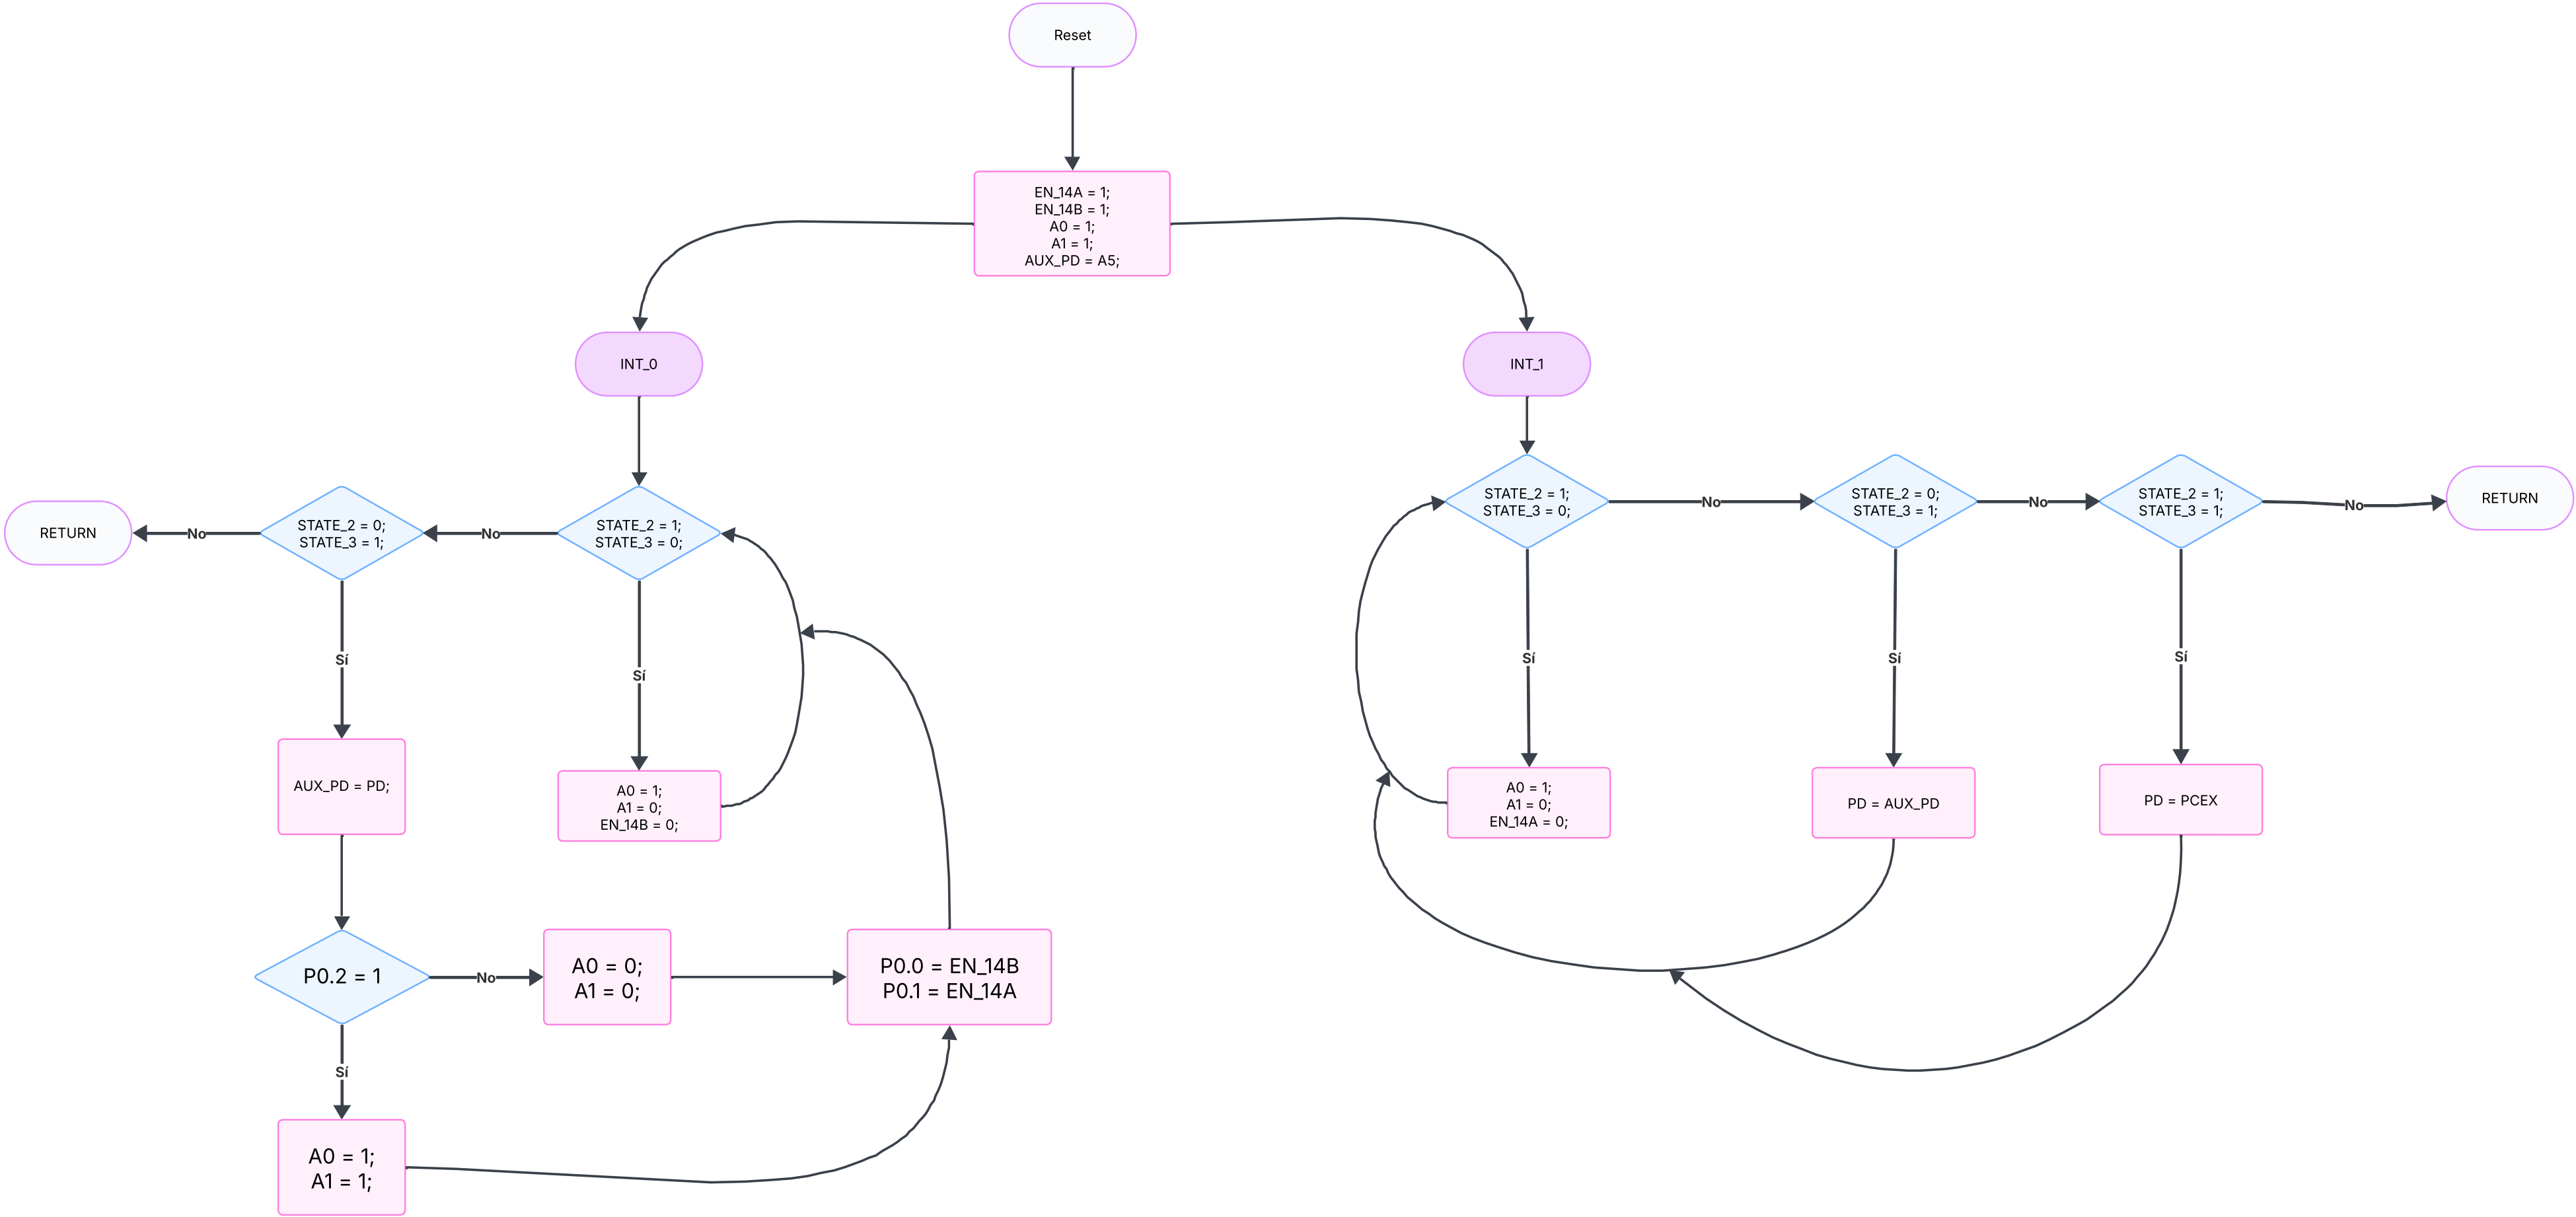 Reset
EN_14A = 1;
EN_14B = 1;
A0 = 1;
A1 = 1;
AUX_PD = A5;
INT_0
INT_1
RETURN
No
STATE_2 = 0;
STATE_3 = 1;
No
STATE_2 = 1;
STATE_3 = 0;
STATE_2 = 1;
STATE_3 = 0;
No
STATE_2 = 0;
STATE_3 = 1;
No
STATE_2 = 1;
STATE_3 = 1;
No
RETURN
Sí
Sí
Sí
Sí
Sí
AUX_PD = PD;
A0 = 1;
A1 = 0;
EN_14B = 0;
A0 = 1;
A1 = 0;
EN_14A = 0;
PD = AUX_PD
PD = PCEX
P0.2 = 1
No
A0 = 0;
A1 = 0;
P0.0 = EN_14B
P0.1 = EN_14A
Sí
A0 = 1;
A1 = 1;